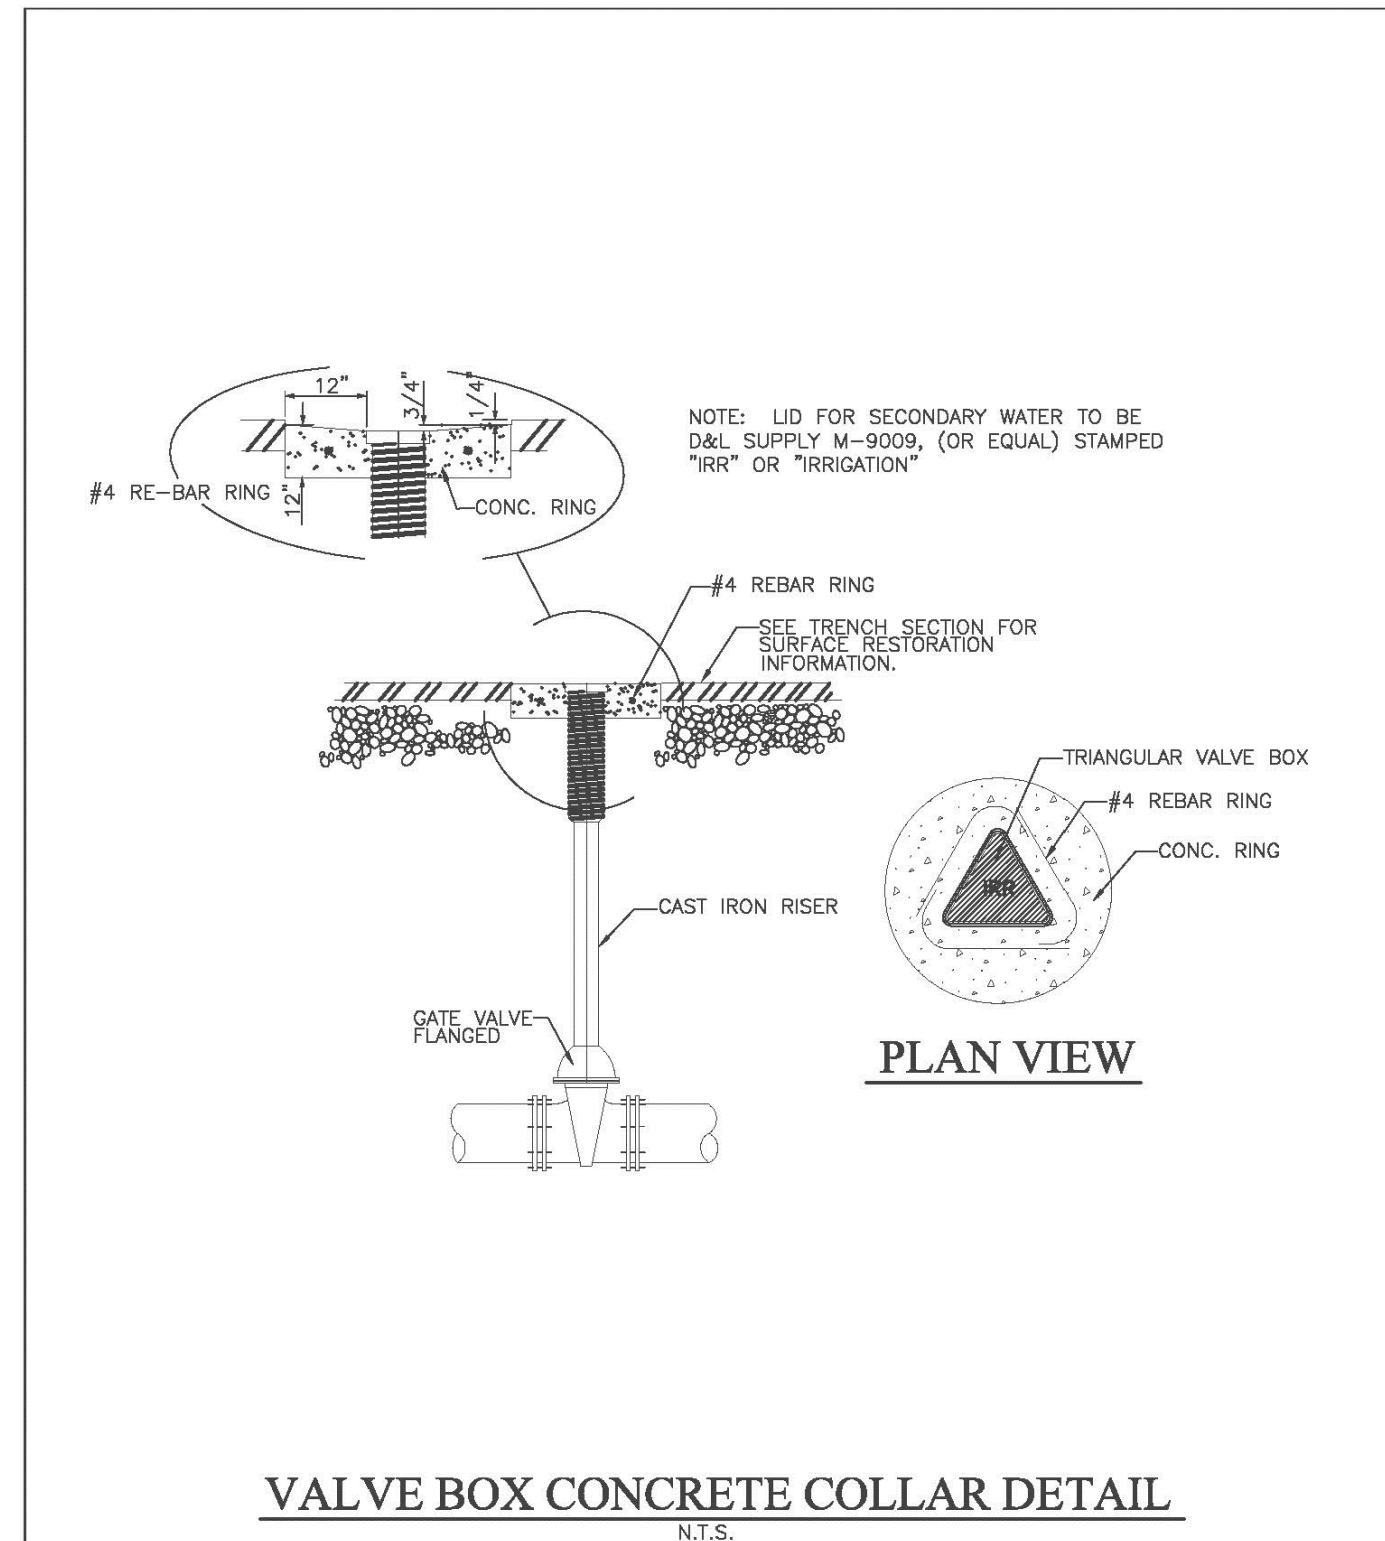 12"
3/4"
1/4"
#4 RE-BAR RING
12"
CONC. RING
NOTE: LID FOR SECONDARY WATER TO BE
D&L SUPPLY M-9009, (OR EQUAL) STAMPED
"IRR" OR "IRRIGATION"
#4 REBAR RING
SEE TRENCH SECTION FOR
SURFACE RESTORATION
INFORMATION.
TRIANGULAR VALVE BOX
#4 REBAR RING
CONC. RING
IRR
CAST IRON RISER
GATE VALVE
FLANGED
PLAN VIEW
VALVE BOX CONCRETE COLLAR DETAIL
N.T.S.